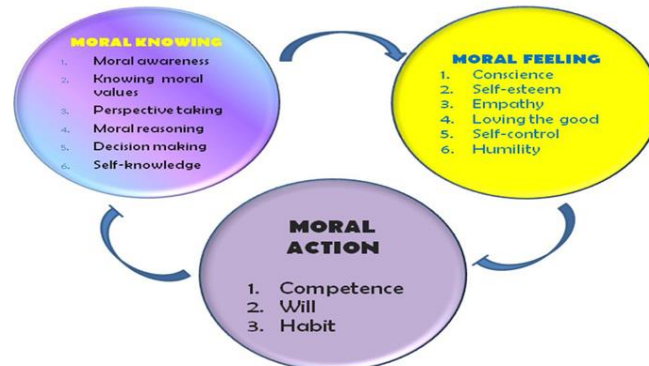 MORAL KNOWING
1. Moral awareness
2. Knowing moral
values
3. Perspective taking
4. Moral reasoning
5. Decision making
6. Self-knowledge
MORAL FEELING
1. Conscience
2. Self-esteem
3. Empathy
4. Loving the good
5. Self-control
6. Humility
MORAL
ACTION
1. Competence
2. Will
3. Habit